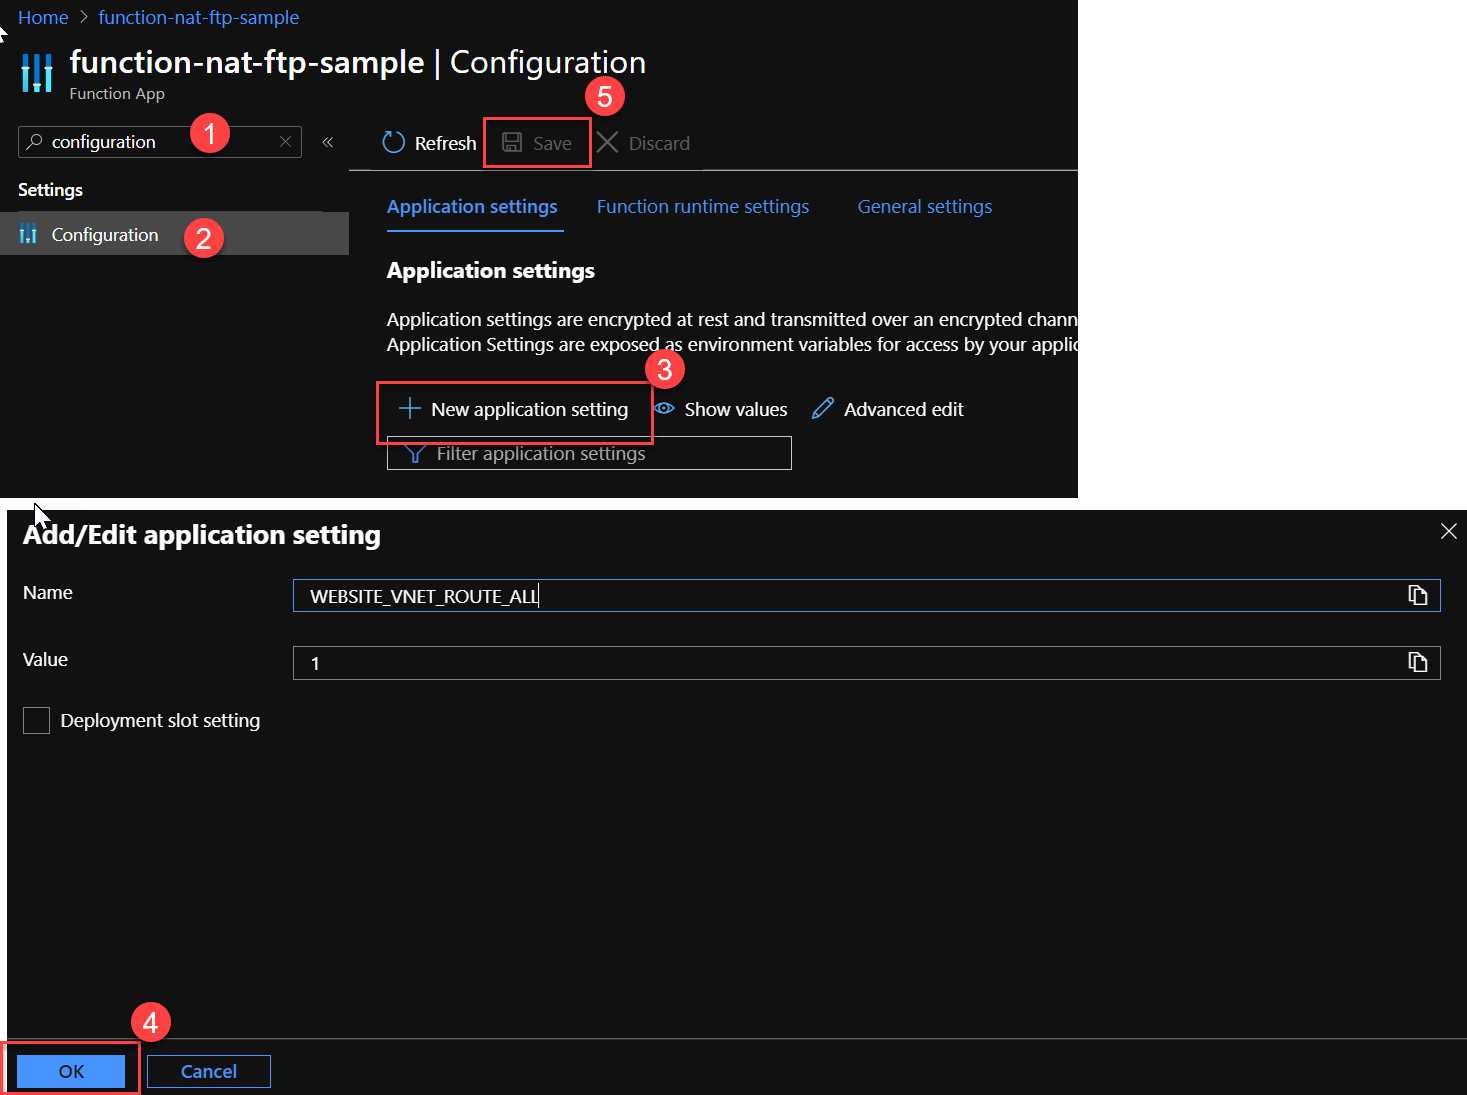 Home > function-nat-ftp-sample
function-nat-ftp-sample | Configuration
Function App
5
configuration
1
«
Refresh
Save
Discard
Settings
Configuration
2
Application settings
Function runtime settings
General settings
Application settings
Application settings are encrypted at rest and transmitted over an encrypted chann
Application Settings are exposed as environment variables for access by your applic
3
New application setting
Show values
Advanced edit
Filter application settings
Add/Edit application setting
Name
WEBSITE_VNET_ROUTE_ALL
Value
1
Deployment slot setting
4
OK
Cancel